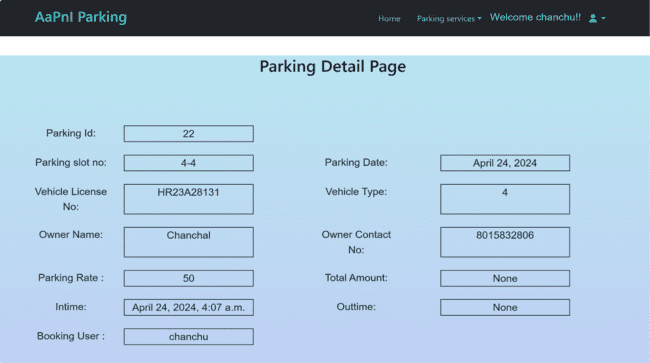 AaPnI Parking
Home Parking services Welcome chanchu!!
Parking Detail Page
Parking Id: 22
Parking slot no: 4-4 Parking Date: April 24, 2024
Vehicle License No: HR23A28131 Vehicle Type: 4
Owner Name: Chanchal Owner Contact No: 8015832806
Parking Rate : 50 Total Amount: None
Intime: April 24, 2024, 4:07 a.m. Outtime: None
Booking User : chanchu